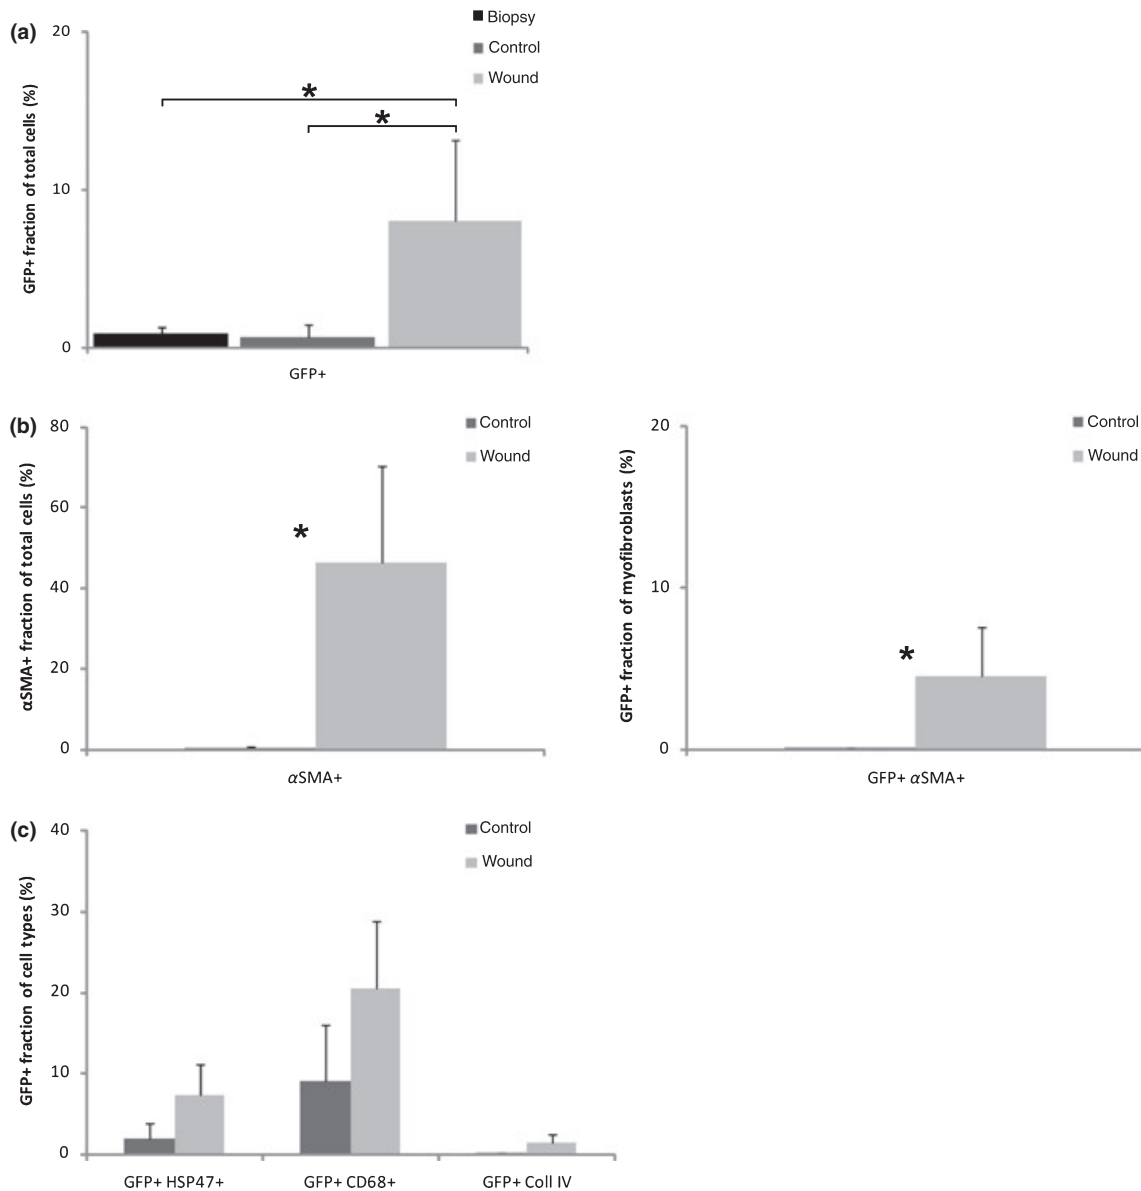 (a)
GFP+ fraction of total cells (%)
20
10
0
Biopsy
Control
Wound
*
*
GFP+
(b)
αSMA+ fraction of total cells (%)
80
60
40
20
0
Control
Wound
*
αSMA+
GFP+ fraction of myofibroblasts (%)
20
10
0
Control
Wound
*
GFP+ αSMA+
(c)
GFP+ fraction of cell types (%)
40
30
20
10
0
Control
Wound
GFP+ HSP47+
GFP+ CD68+
GFP+ Coll IV